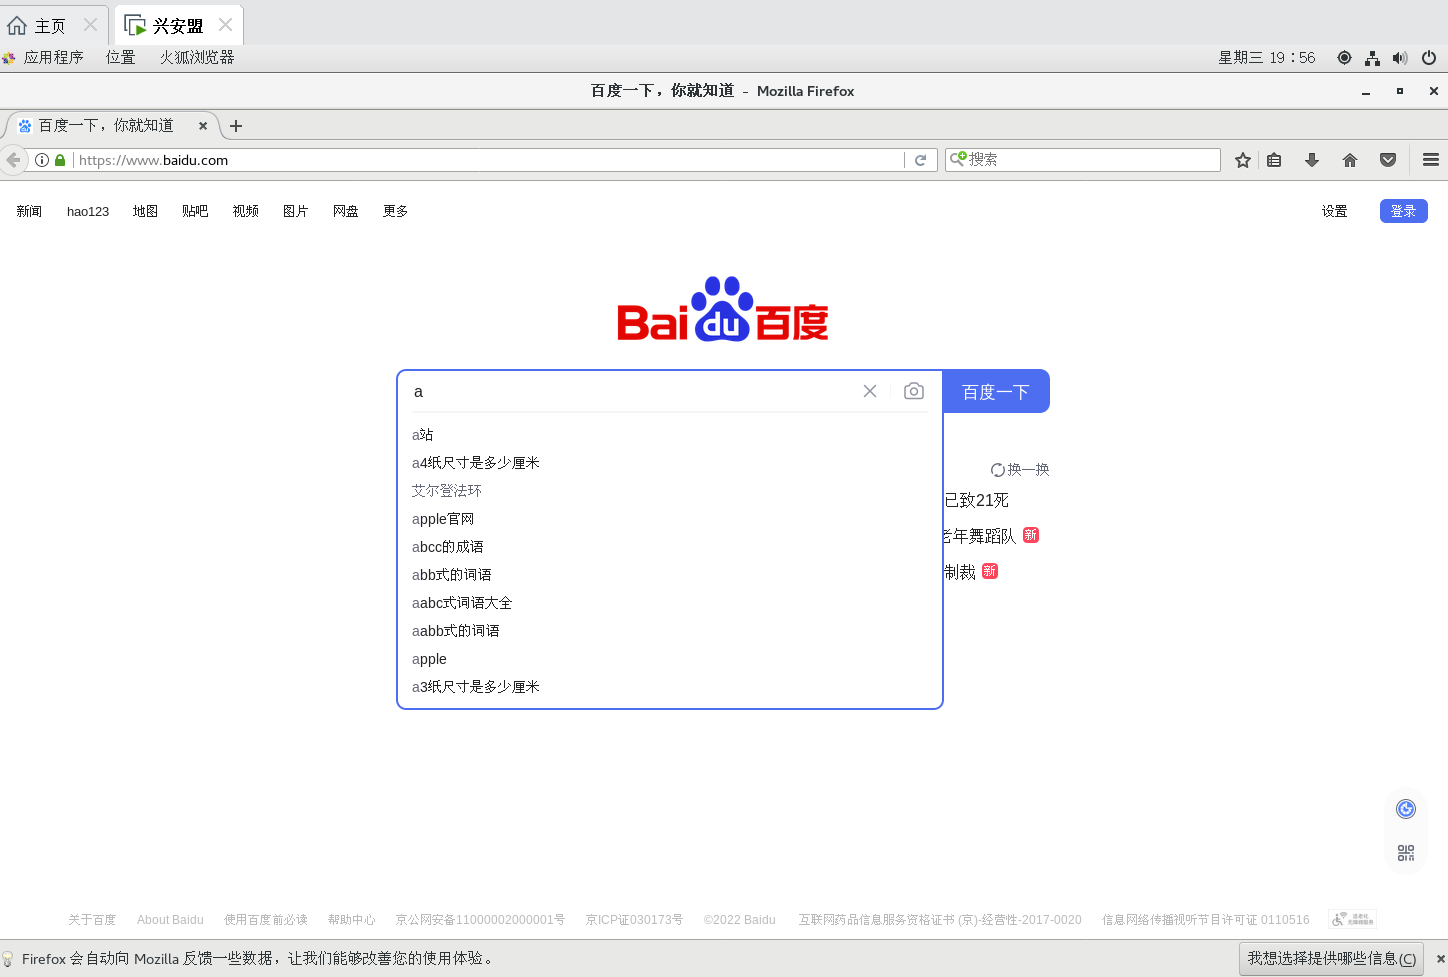 主页 兴安盟
应用程序 位置 火狐浏览器 星期三 19:56
百度一下，你就知道 - Mozilla Firefox
百度一下，你就知道
https://www.baidu.com 搜索
新闻 hao123 地图 贴吧 视频 图片 网盘 更多 设置 登录
Bai du 百度
a 百度一下
a站
a4纸尺寸是多少厘米
换一换
艾尔登法环
已致21死
apple官网
老年舞蹈队 新
abcc的成语
abb式的词语
制裁 新
aabc式词语大全
aabb式的词语
apple
a3纸尺寸是多少厘米
关于百度 About Baidu 使用百度前必读 帮助中心 京公网安备11000002000001号 京ICP证030173号 ©2022 Baidu 互联网药品信息服务资格证书 (京)-经营性-2017-0020 信息网络传播视听节目许可证 0110516
Firefox 会自动向 Mozilla 反馈一些数据，让我们能够改善您的使用体验。 我想选择提供哪些信息(C)